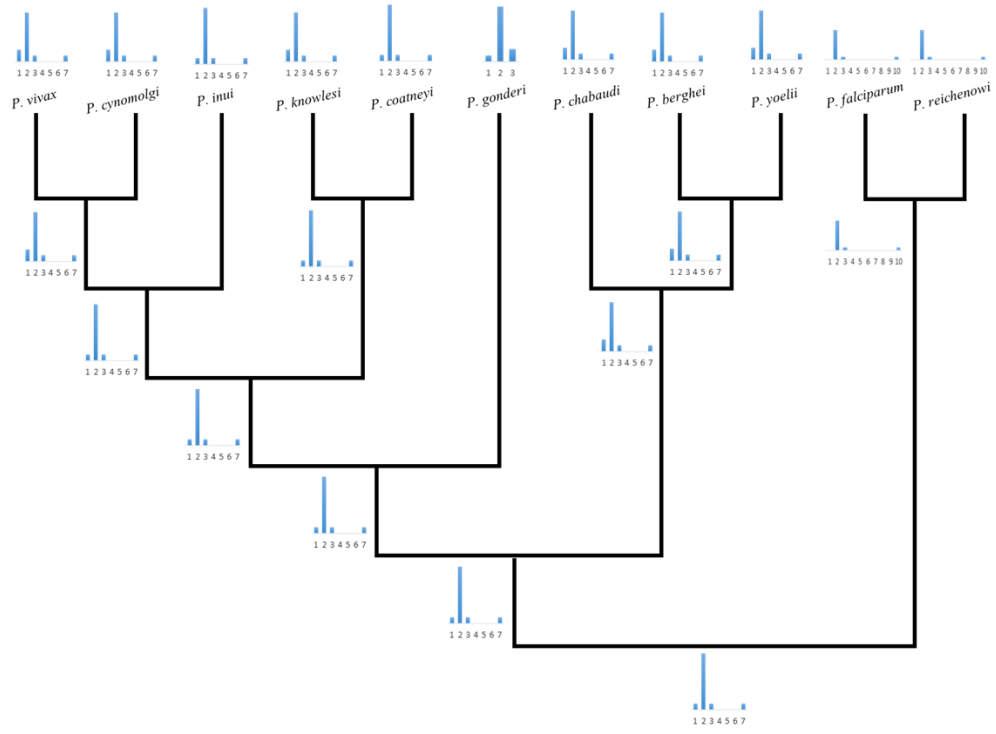 1 2 3 4 5 6 7
1 2 3 4 5 6 7
1 2 3 4 5 6 7
1 2 3 4 5 6 7
1 2 3 4 5 6 7
1 2 3
1 2 3 4 5 6 7
1 2 3 4 5 6 7
1 2 3 4 5 6 7
1 2 3 4 5 6 7 8 9 10
1 2 3 4 5 6 7 8 9 10
P. vivax
P. cynomolgi
P. inui
P. knowlesi
P. coatneyi
P. gonderi
P. chabaudi
P. berghei
P. yoelii
P. falciparum
P. reichenowi
1 2 3 4 5 6 7
1 2 3 4 5 6 7
1 2 3 4 5 6 7
1 2 3 4 5 6 7 8 9 10
1 2 3 4 5 6 7
1 2 3 4 5 6 7
1 2 3 4 5 6 7
1 2 3 4 5 6 7
1 2 3 4 5 6 7
1 2 3 4 5 6 7